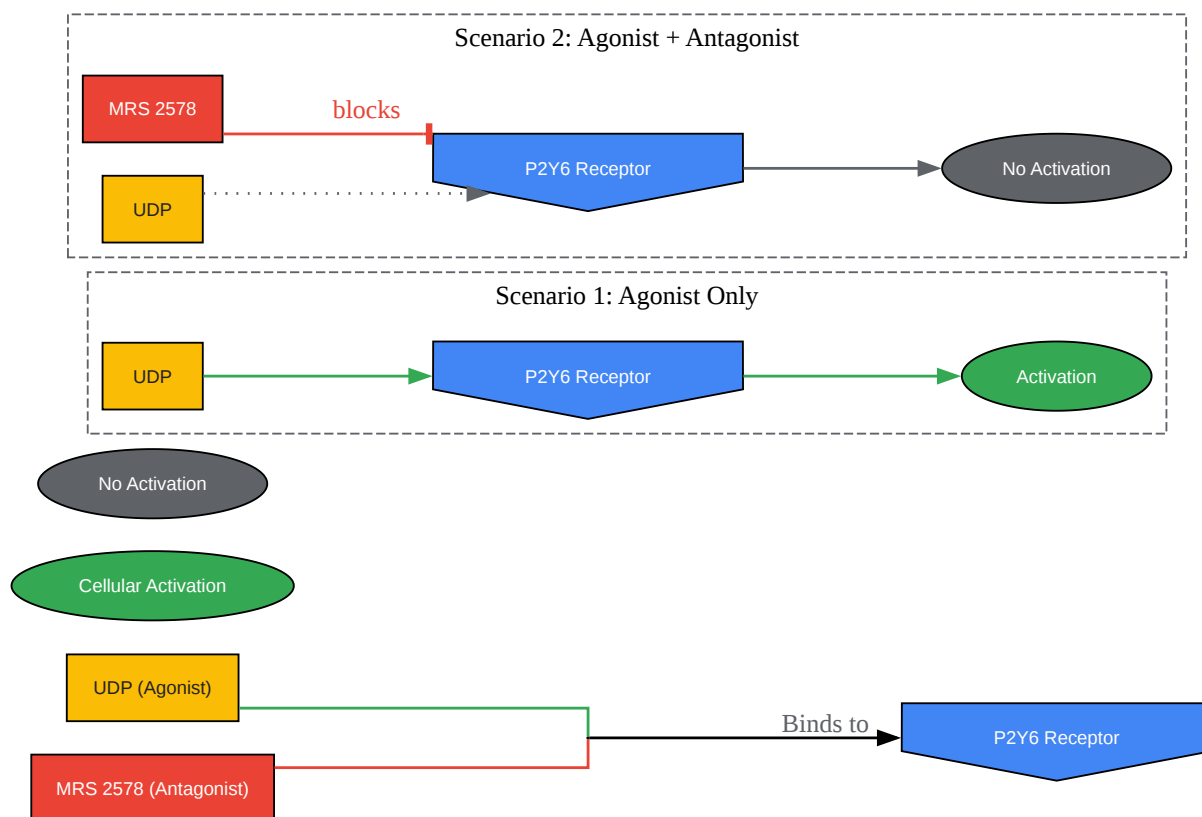 Scenario 2: Agonist + Antagonist
MRS 2578
blocks
P2Y6 Receptor
No Activation
UDP
Scenario 1: Agonist Only
UDP
P2Y6 Receptor
Activation
No Activation
Cellular Activation
UDP (Agonist)
Binds to
P2Y6 Receptor
MRS 2578 (Antagonist)